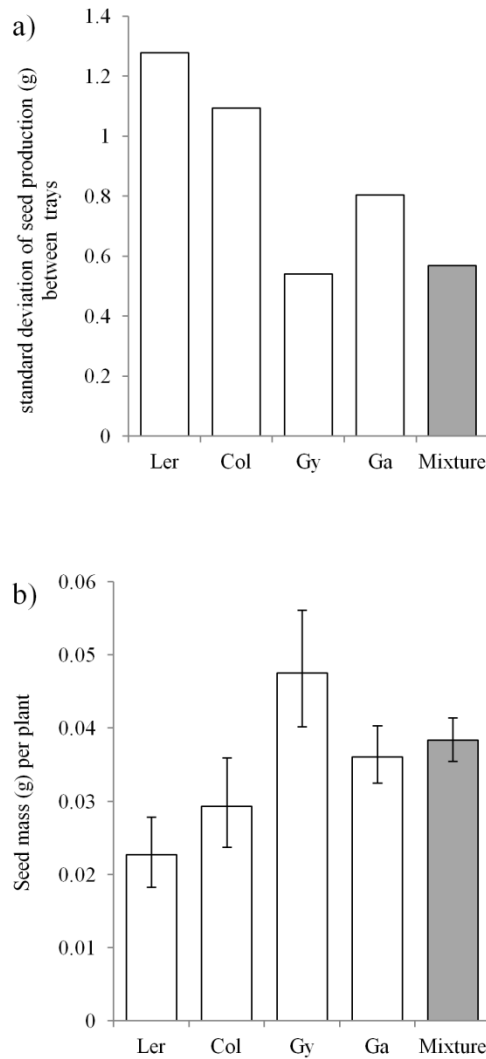 a)
standard deviation of seed production (g)
between trays
1.4
1.2
1
0.8
0.6
0.4
0.2
0
Ler Col Gy Ga Mixture
b)
Seed mass (g) per plant
0.06
0.05
0.04
0.03
0.02
0.01
0
Ler Col Gy Ga Mixture